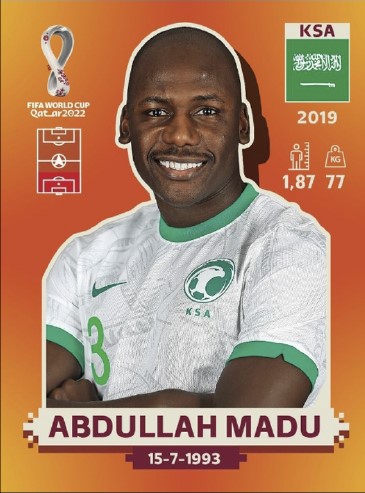 KSA
FIFA WORLD CUP
Qatar2022
2019
KG
1,87 77
KSA
3
ABDULLAH MADU
15-7-1993